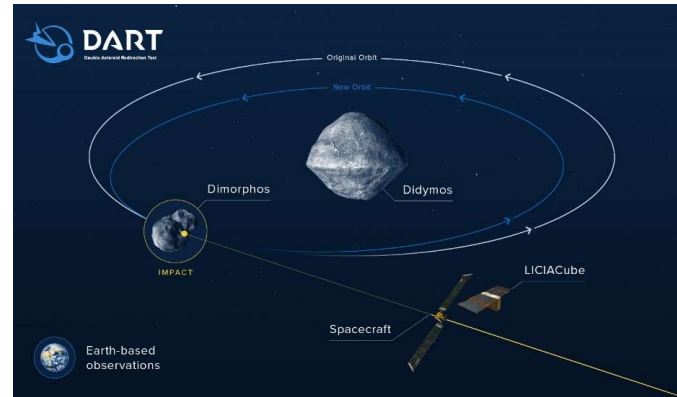 DART
Double Asteroid Redirection Test
Original Orbit
New Orbit
Dimorphos
Didymos
IMPACT
LICIACube
Spacecraft
Earth-based
observations